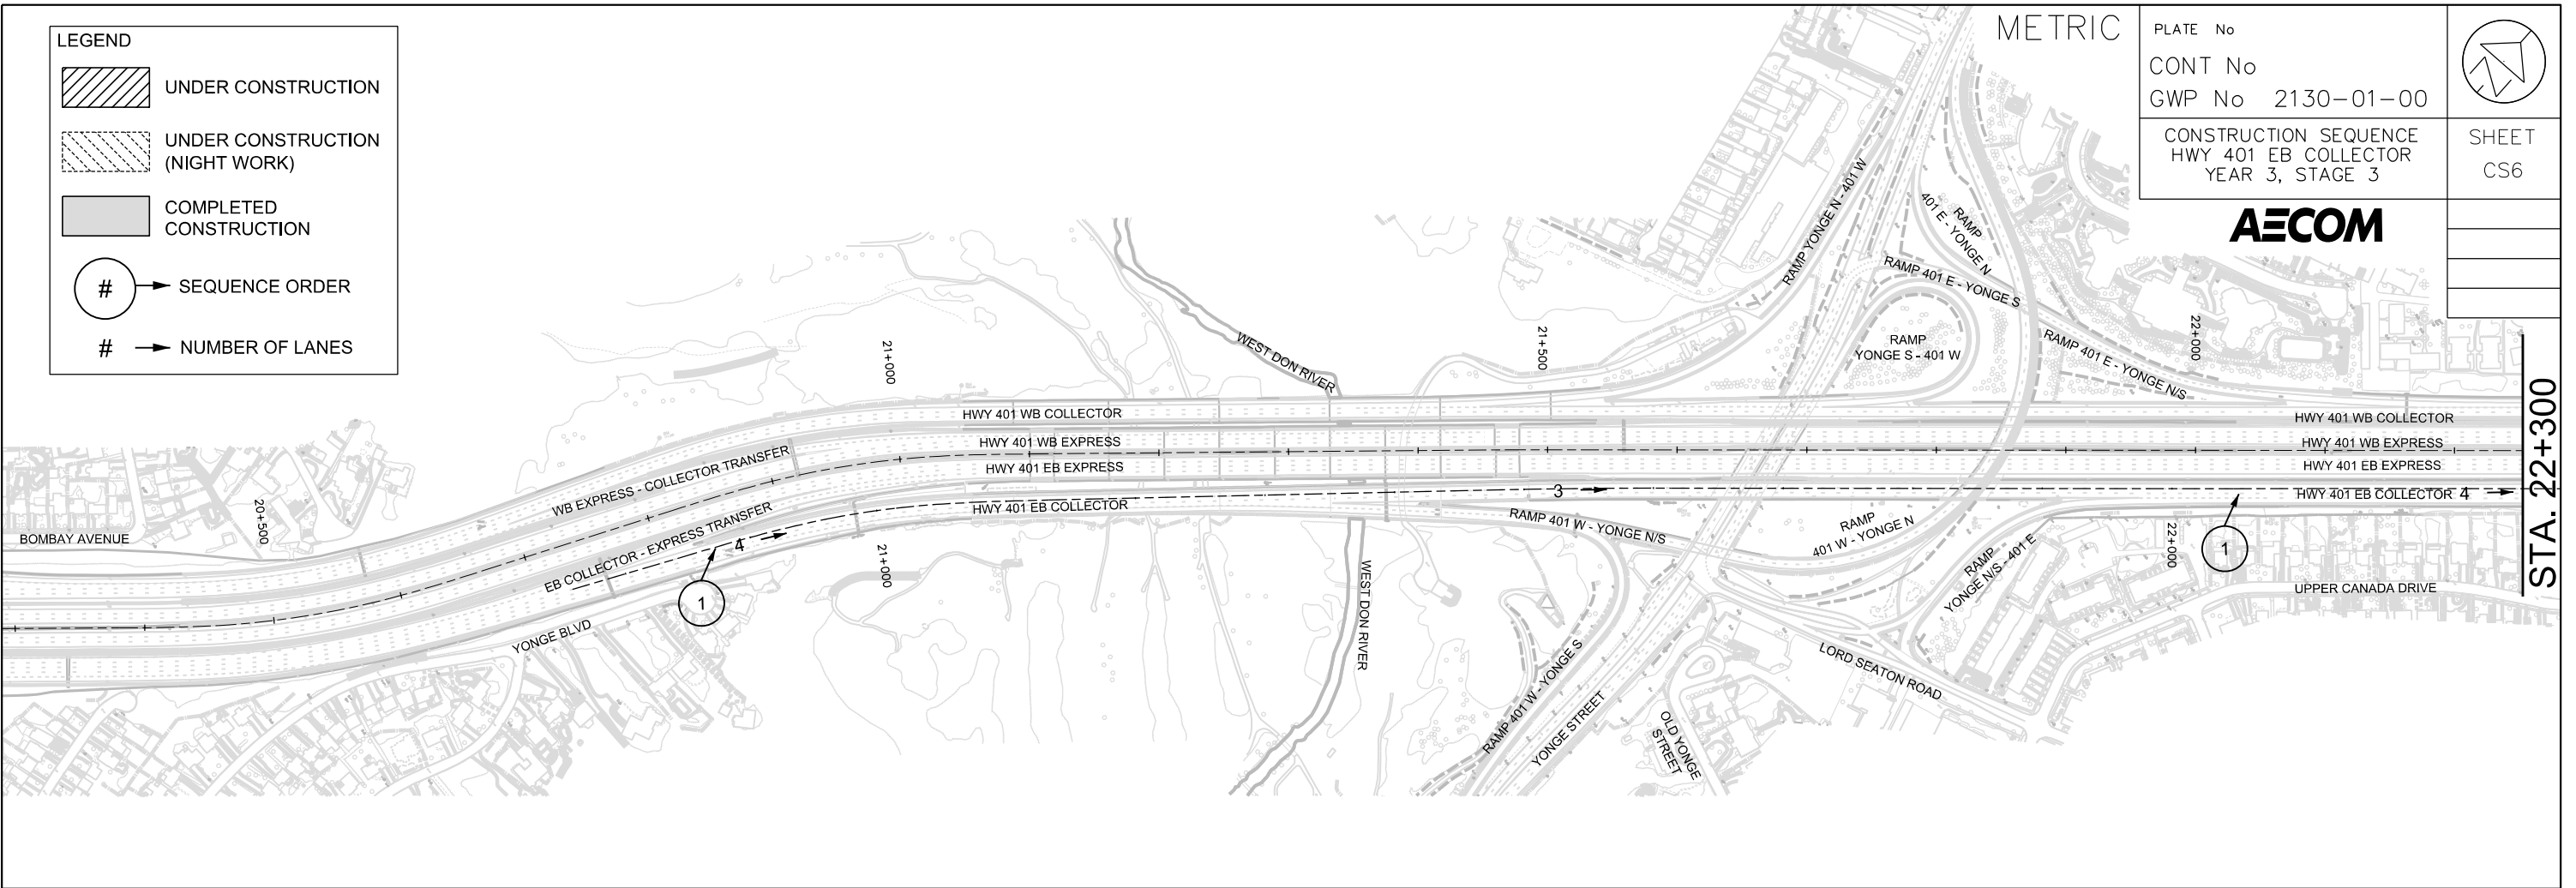 LEGEND
UNDER CONSTRUCTION
UNDER CONSTRUCTION
(NIGHT WORK)
COMPLETED
CONSTRUCTION
# SEQUENCE ORDER
# NUMBER OF LANES
METRIC
PLATE No
CONT No
GWP No 2130-01-00
CONSTRUCTION SEQUENCE
HWY 401 EB COLLECTOR
YEAR 3, STAGE 3
SHEET
CS6
AECOM
N
RAMP YONGE N - 401 W
RAMP
401 E - YONGE N
RAMP 401 E - YONGE S
RAMP
YONGE S - 401 W
RAMP 401 E - YONGE N/S
22+000
21+500
21+000
WEST DON RIVER
HWY 401 WB COLLECTOR
HWY 401 WB EXPRESS
HWY 401 EB EXPRESS
HWY 401 EB COLLECTOR
HWY 401 WB COLLECTOR
HWY 401 WB EXPRESS
HWY 401 EB EXPRESS
HWY 401 EB COLLECTOR 4
STA. 22+300
WB EXPRESS - COLLECTOR TRANSFER
EB COLLECTOR - EXPRESS TRANSFER
20+500
BOMBAY AVENUE
4
3
1
1
YONGE BLVD
21+000
WEST DON RIVER
RAMP 401 W - YONGE N/S
RAMP
401 W - YONGE N
RAMP
YONGE N/S - 401 E
22+000
UPPER CANADA DRIVE
RAMP 401 W - YONGE S
YONGE STREET
OLD YONGE
STREET
LORD SEATON ROAD